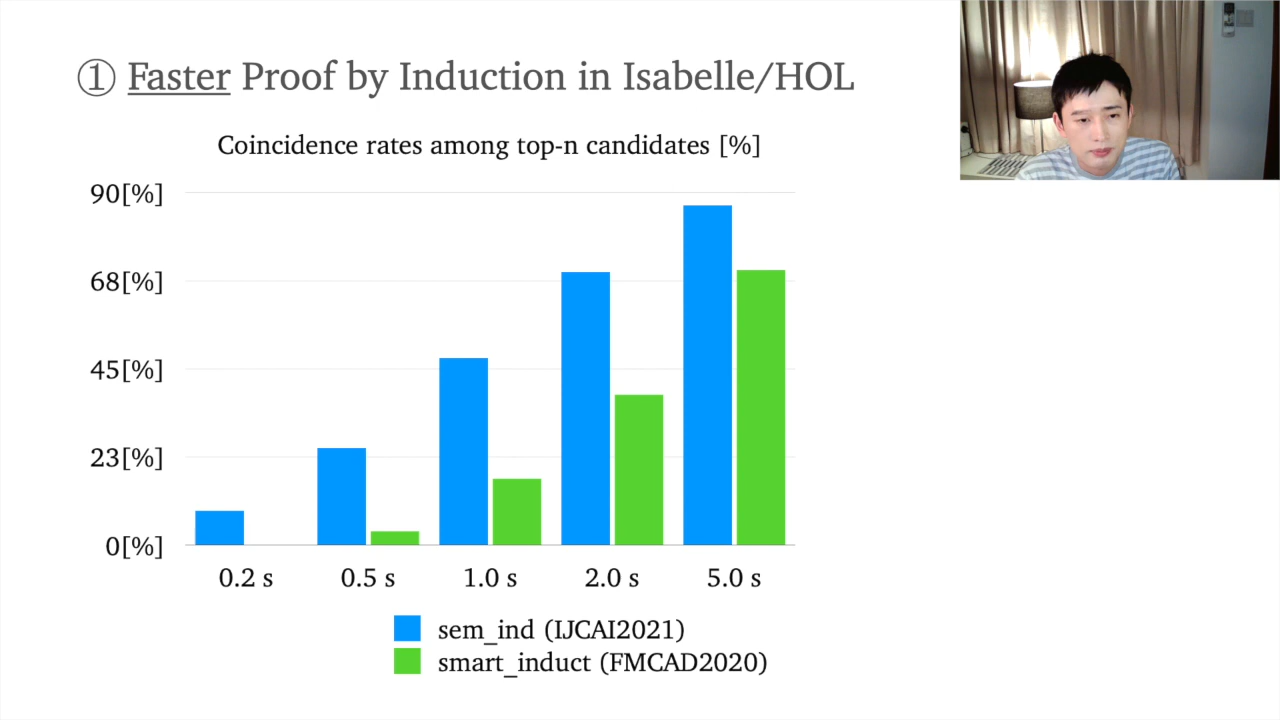 ① Faster Proof by Induction in Isabelle/HOL
Coincidence rates among top-n candidates [%]
90[%]
68[%]
45[%]
23[%]
0[%]
0.2 s
0.5 s
1.0 s
2.0 s
5.0 s
sem_ind (IJCAI2021)
smart_induct (FMCAD2020)